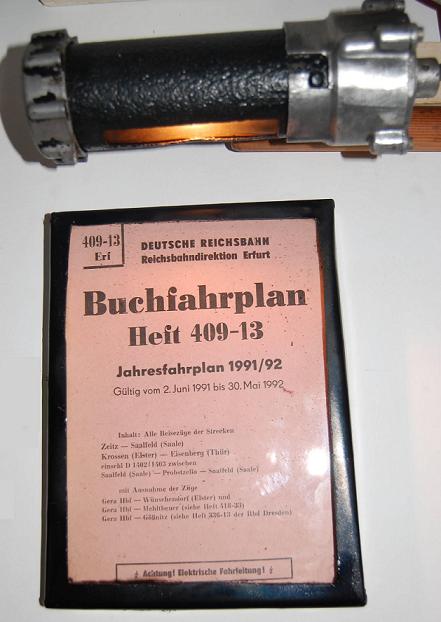 409-13
Erf
DEUTSCHE REICHSBAHN
Reichsbahndirektion Erfurt
Buchfahrplan
Heft 409-13
Jahresfahrplan 1991/92
Gültig vom 2. Juni 1991 bis 30. Mai 1992
Inhalt: Alle Reisezüge der Strecken
Zeitz — Saalfeld (Saale)
Krossen (Elster) — Eisenberg (Thür)
einschl D 1402/1403 zwischen
Saalfeld (Saale) — Probstzella — Saalfeld (Saale)
mit Ausnahme der Züge
Gera Hbf — Wünschendorf (Elster) und
Gera Hbf — Mehltheuer (siehe Heft 418-33)
Gera Hbf — Gößnitz (siehe Heft 336-13 der Rbd Dresden)
Achtung! Elektrische Fahrleitung!